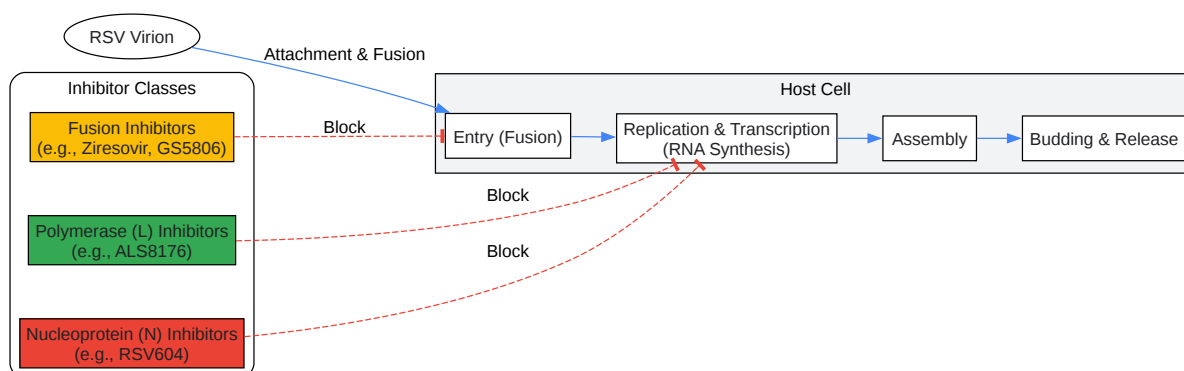 RSV Virion
Attachment & Fusion
Inhibitor Classes
Host Cell
Fusion Inhibitors
(e.g., Ziresovir, GS5806)
Block
Entry (Fusion)
Replication & Transcription
(RNA Synthesis)
Assembly
Budding & Release
Polymerase (L) Inhibitors
(e.g., ALS8176)
Block
Block
Nucleoprotein (N) Inhibitors
(e.g., RSV604)